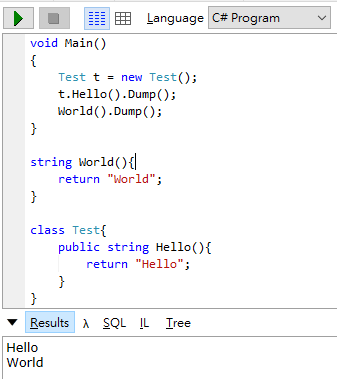 Language C# Program
void Main()
{
    Test t = new Test();
    t.Hello().Dump();
    World().Dump();
}

string World(){
    return "World";
}

class Test{
    public string Hello(){
        return "Hello";
    }
}
Results λ SQL IL Tree
Hello
World